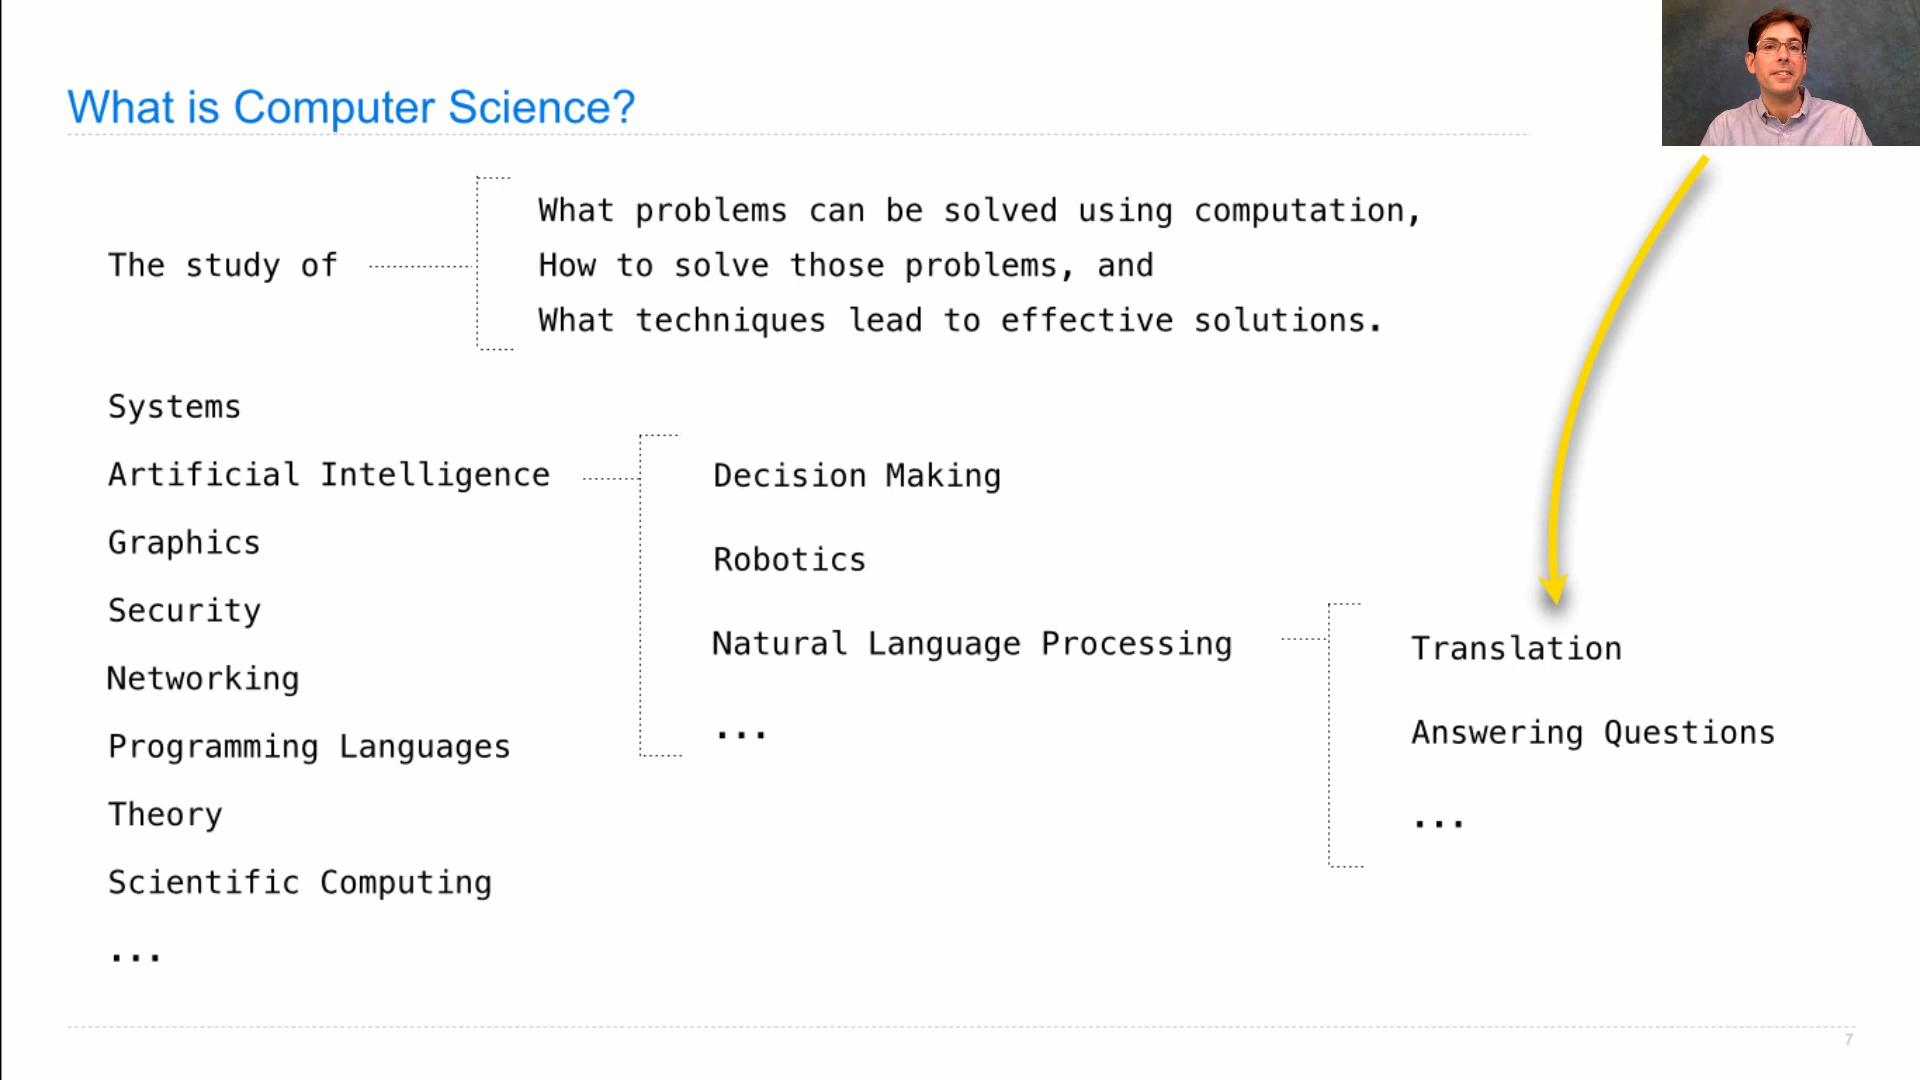 What is Computer Science?
The study of
What problems can be solved using computation,
How to solve those problems, and
What techniques lead to effective solutions.
Systems
Artificial Intelligence
Graphics
Security
Networking
Programming Languages
Theory
Scientific Computing
...
Decision Making
Robotics
Natural Language Processing
...
Translation
Answering Questions
...
7